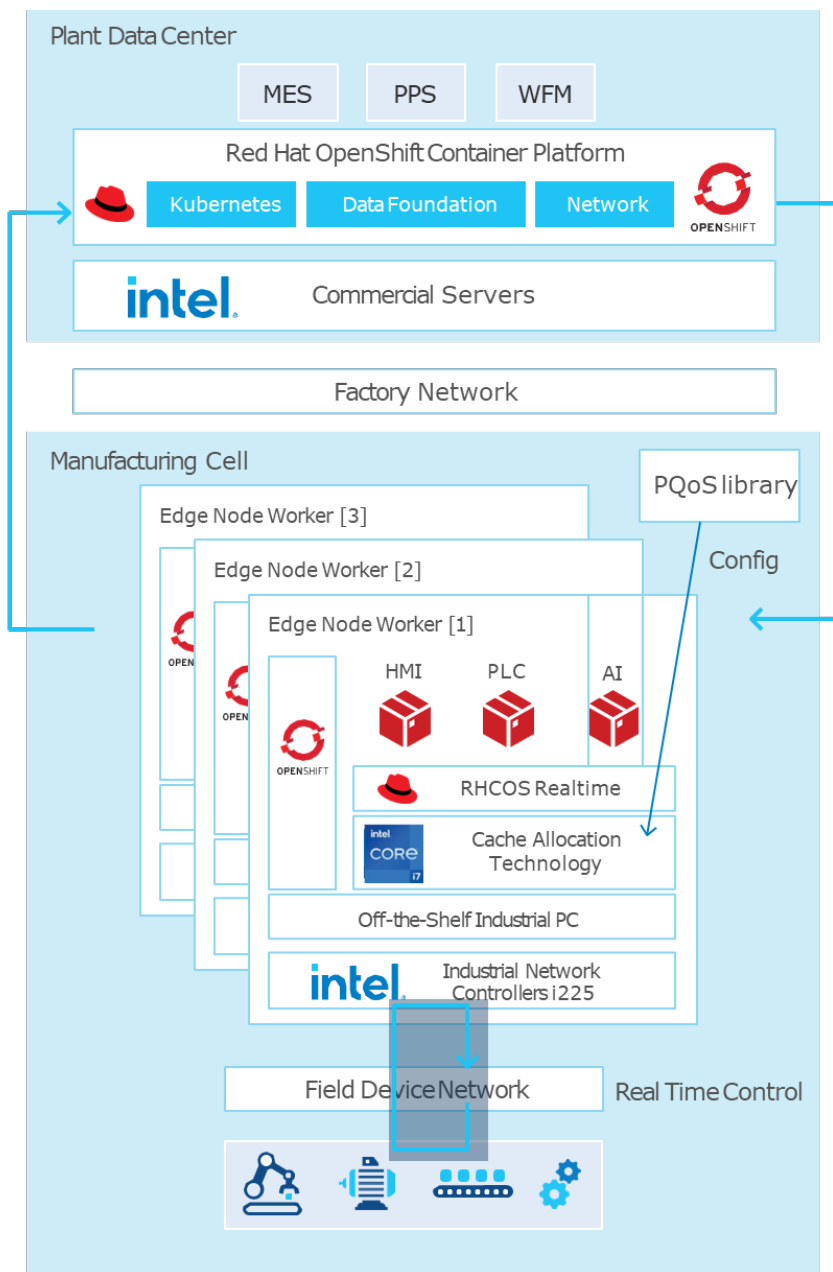 Plant Data Center
MES
PPS
WFM
Red Hat OpenShift Container Platform
Kubernetes
Data Foundation
Network
OPENSHIFT
intel.
Commercial Servers
Factory Network
Manufacturing Cell
PQoS library
Config
Edge Node Worker [3]
OPEN
Edge Node Worker [2]
OPEN
Edge Node Worker [1]
HMI
PLC
AI
OPENSHIFT
RHCOS Realtime
intel
CORE
i7
Cache Allocation
Technology
Off-the-Shelf Industrial PC
intel.
Industrial Network
Controllers i225
Field Device Network
Real Time Control